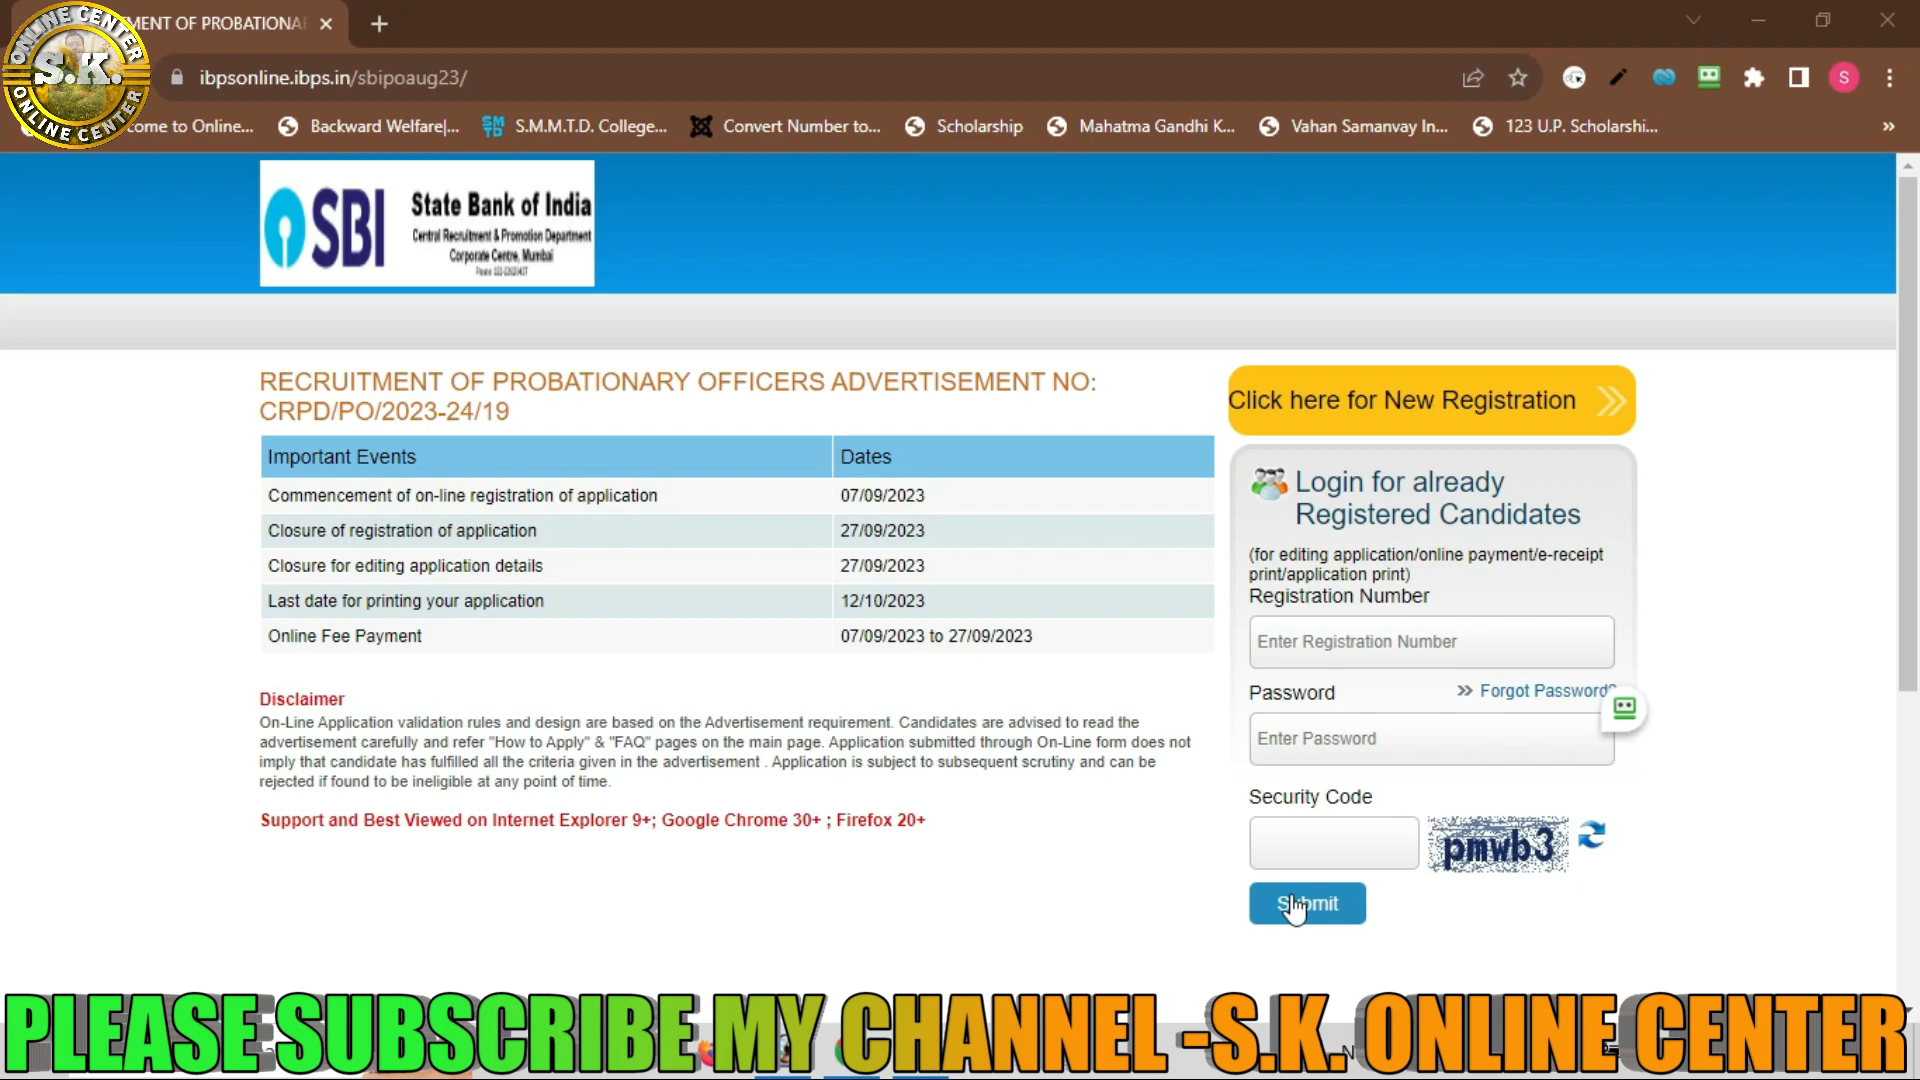 MENT OF PROBATIONAR
ONLINE CENTER
S.K.
ONLINE CENTER
ibpsonline.ibps.in/sbipoaug23/
S
come to Online...
Backward Welfare|...
S.M.M.T.D. College...
Convert Number to...
Scholarship
Mahatma Gandhi K...
Vahan Samanvay In...
123 U.P. Scholarshi...
»
SBI
State Bank of India
Central Recruitment & Promotion Department
Corporate Centre, Mumbai
RECRUITMENT OF PROBATIONARY OFFICERS ADVERTISEMENT NO:
CRPD/PO/2023-24/19
Important Events Dates
Commencement of on-line registration of application 07/09/2023
Closure of registration of application 27/09/2023
Closure for editing application details 27/09/2023
Last date for printing your application 12/10/2023
Online Fee Payment 07/09/2023 to 27/09/2023
Disclaimer
On-Line Application validation rules and design are based on the Advertisement requirement. Candidates are advised to read the
advertisement carefully and refer "How to Apply" & "FAQ" pages on the main page. Application submitted through On-Line form does not
imply that candidate has fulfilled all the criteria given in the advertisement . Application is subject to subsequent scrutiny and can be
rejected if found to be ineligible at any point of time.
Support and Best Viewed on Internet Explorer 9+; Google Chrome 30+ ; Firefox 20+
Click here for New Registration
Login for already
Registered Candidates
(for editing application/online payment/e-receipt
print/application print)
Registration Number
Enter Registration Number
Password
» Forgot Password?
Enter Password
Security Code
pmwb3
Submit
PLEASE SUBSCRIBE MY CHANNEL -S.K. ONLINE CENTER